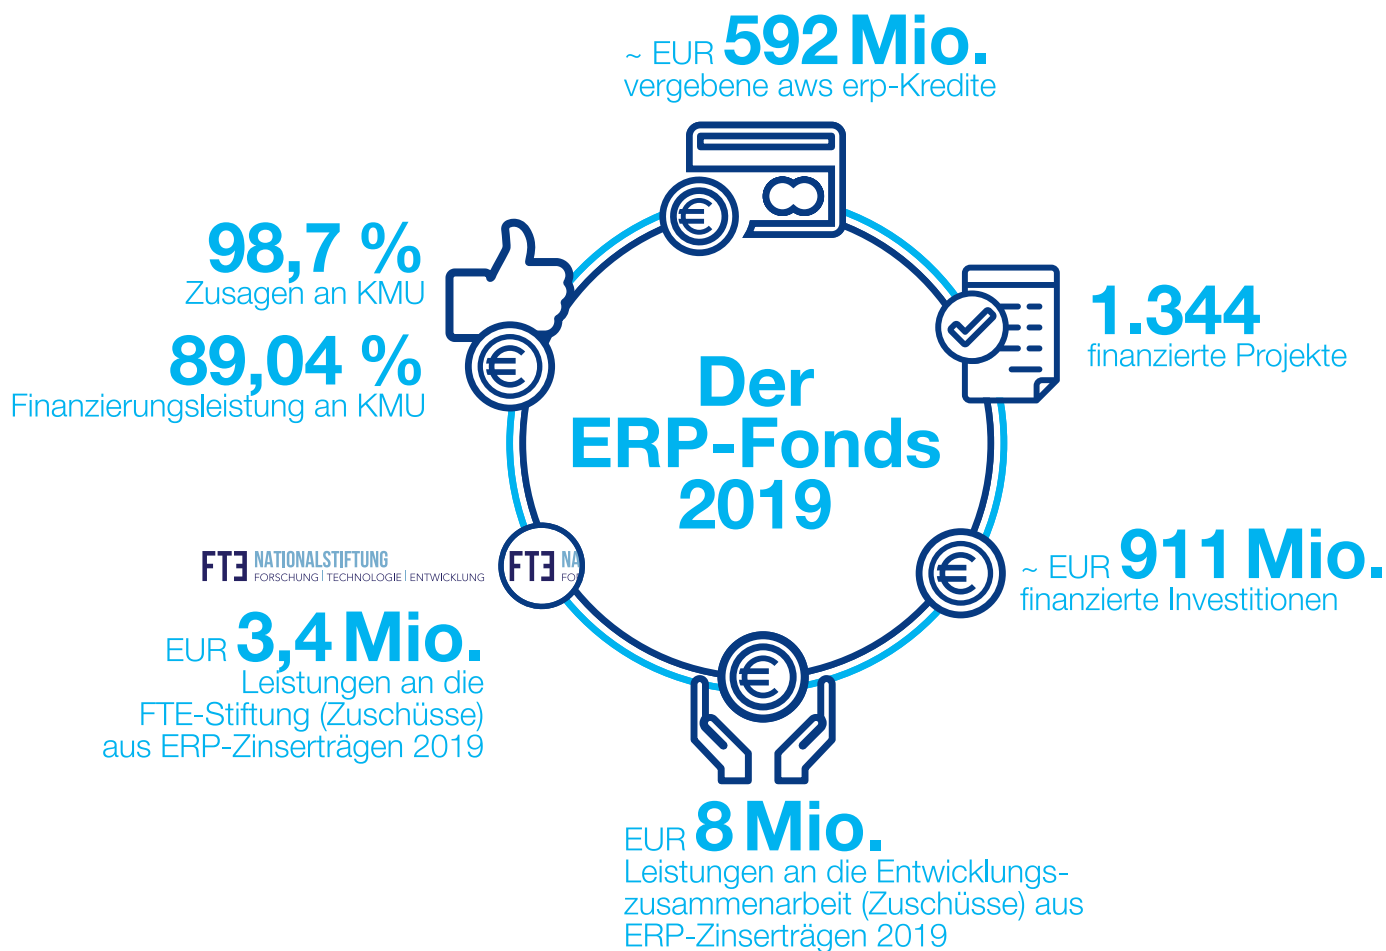 ~ EUR 592 Mio.
vergebene aws erp-Kredite
98,7 %
Zusagen an KMU
89,04 %
Finanzierungsleistung an KMU
1.344
finanzierte Projekte
Der
ERP-Fonds
2019
~ EUR 911 Mio.
finanzierte Investitionen
FTE NATIONALSTIFTUNG
FORSCHUNG | TECHNOLOGIE | ENTWICKLUNG
FTE NA
FO
EUR 3,4 Mio.
Leistungen an die
FTE-Stiftung (Zuschüsse)
aus ERP-Zinserträgen 2019
EUR 8 Mio.
Leistungen an die Entwicklungs-
zusammenarbeit (Zuschüsse) aus
ERP-Zinserträgen 2019